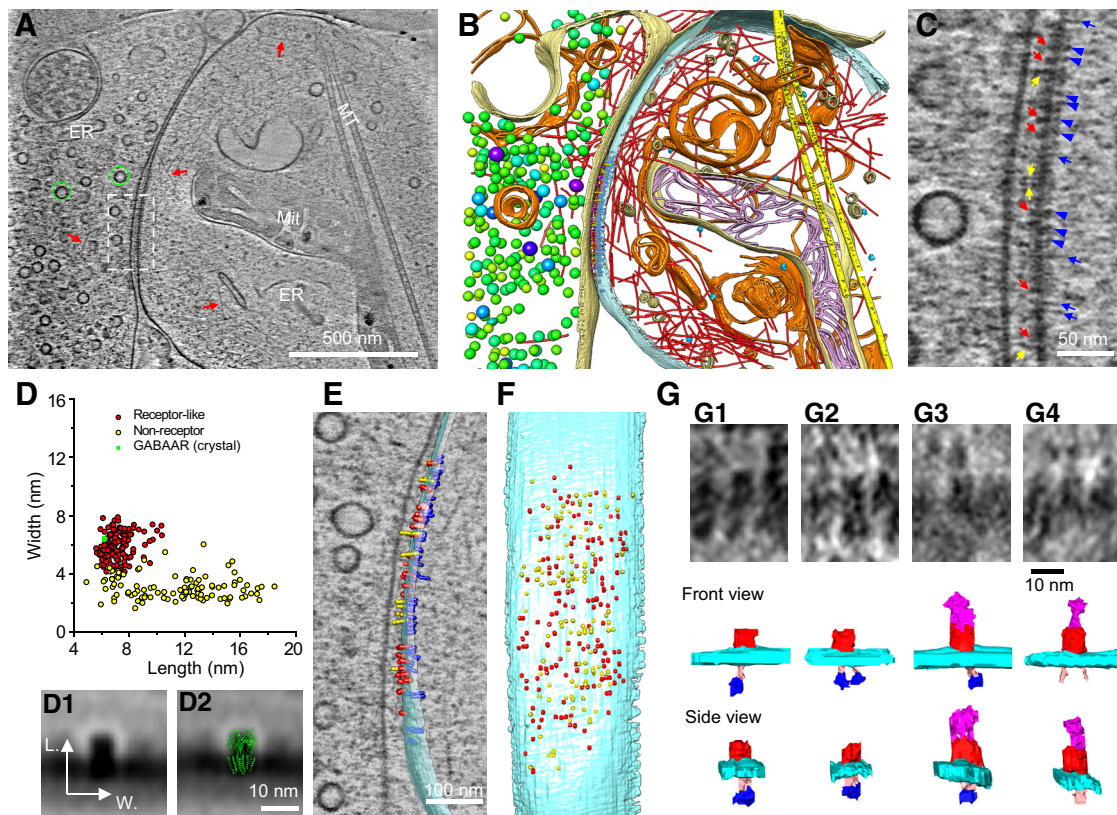 A
ER
MT
Mit
ER
500 nm
B
C
50 nm
D
16
12
8
4
0
Width (nm)
Receptor-like
Non-receptor
GABAAR (crystal)
4 8 12 16 20
Length (nm)
D1
L.
W.
D2
10 nm
E
100 nm
F
G
G1 G2 G3 G4
10 nm
Front view
Side view